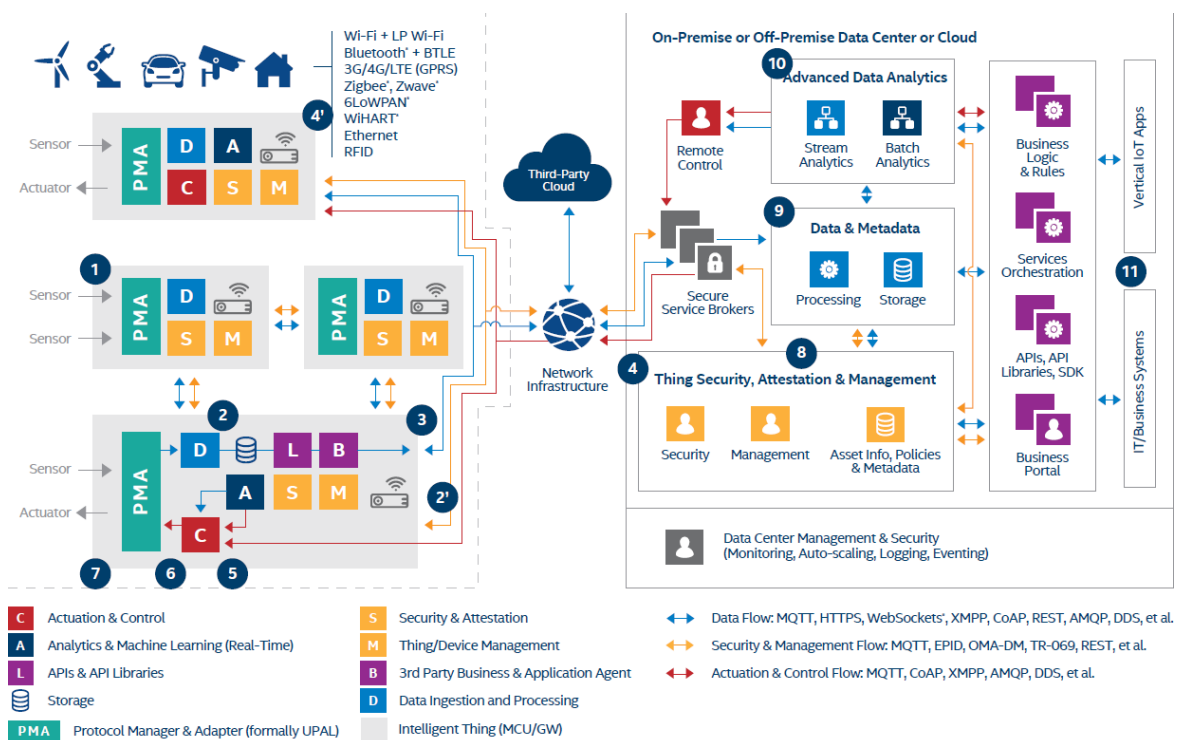 Wi-Fi + LP Wi-Fi
Bluetooth* + BTLE
3G/4G/LTE (GPRS)
Zigbee*, Zwave*
6LoWPAN*
WiHART*
Ethernet
RFID
4'
Sensor
Actuator
PMA
D
A
C
S
M
1
Sensor
Sensor
PMA
D
S
M
PMA
D
S
M
2
3
Sensor
Actuator
PMA
D
L
B
A
S
M
2'
C
7
6
5
Third-Party
Cloud
Network
Infrastructure
On-Premise or Off-Premise Data Center or Cloud
10
Advanced Data Analytics
Remote
Control
Stream
Analytics
Batch
Analytics
Business
Logic
& Rules
Vertical IoT Apps
9
Data & Metadata
Processing
Storage
Secure
Service Brokers
Services
Orchestration
11
8
4
Thing Security, Attestation & Management
Security
Management
Asset Info, Policies
& Metadata
APIs, API
Libraries, SDK
Business
Portal
IT/Business Systems
Data Center Management & Security
(Monitoring, Auto-scaling, Logging, Eventing)
C Actuation & Control
A Analytics & Machine Learning (Real-Time)
L APIs & API Libraries
Storage
PMA Protocol Manager & Adapter (formally UPAL)
S Security & Attestation
M Thing/Device Management
B 3rd Party Business & Application Agent
D Data Ingestion and Processing
Intelligent Thing (MCU/GW)
Data Flow: MQTT, HTTPS, WebSockets*, XMPP, CoAP, REST, AMQP, DDS, et al.
Security & Management Flow: MQTT, EPID, OMA-DM, TR-069, REST, et al.
Actuation & Control Flow: MQTT, CoAP, XMPP, AMQP, DDS, et al.